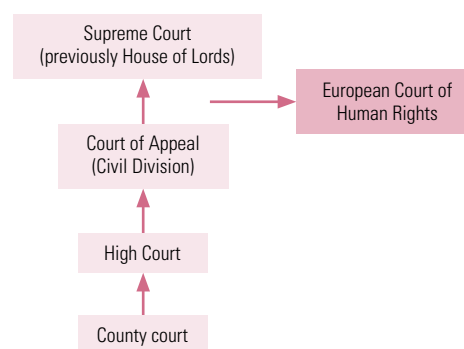 Supreme Court
(previously House of Lords)
European Court of
Human Rights
Court of Appeal
(Civil Division)
High Court
County court